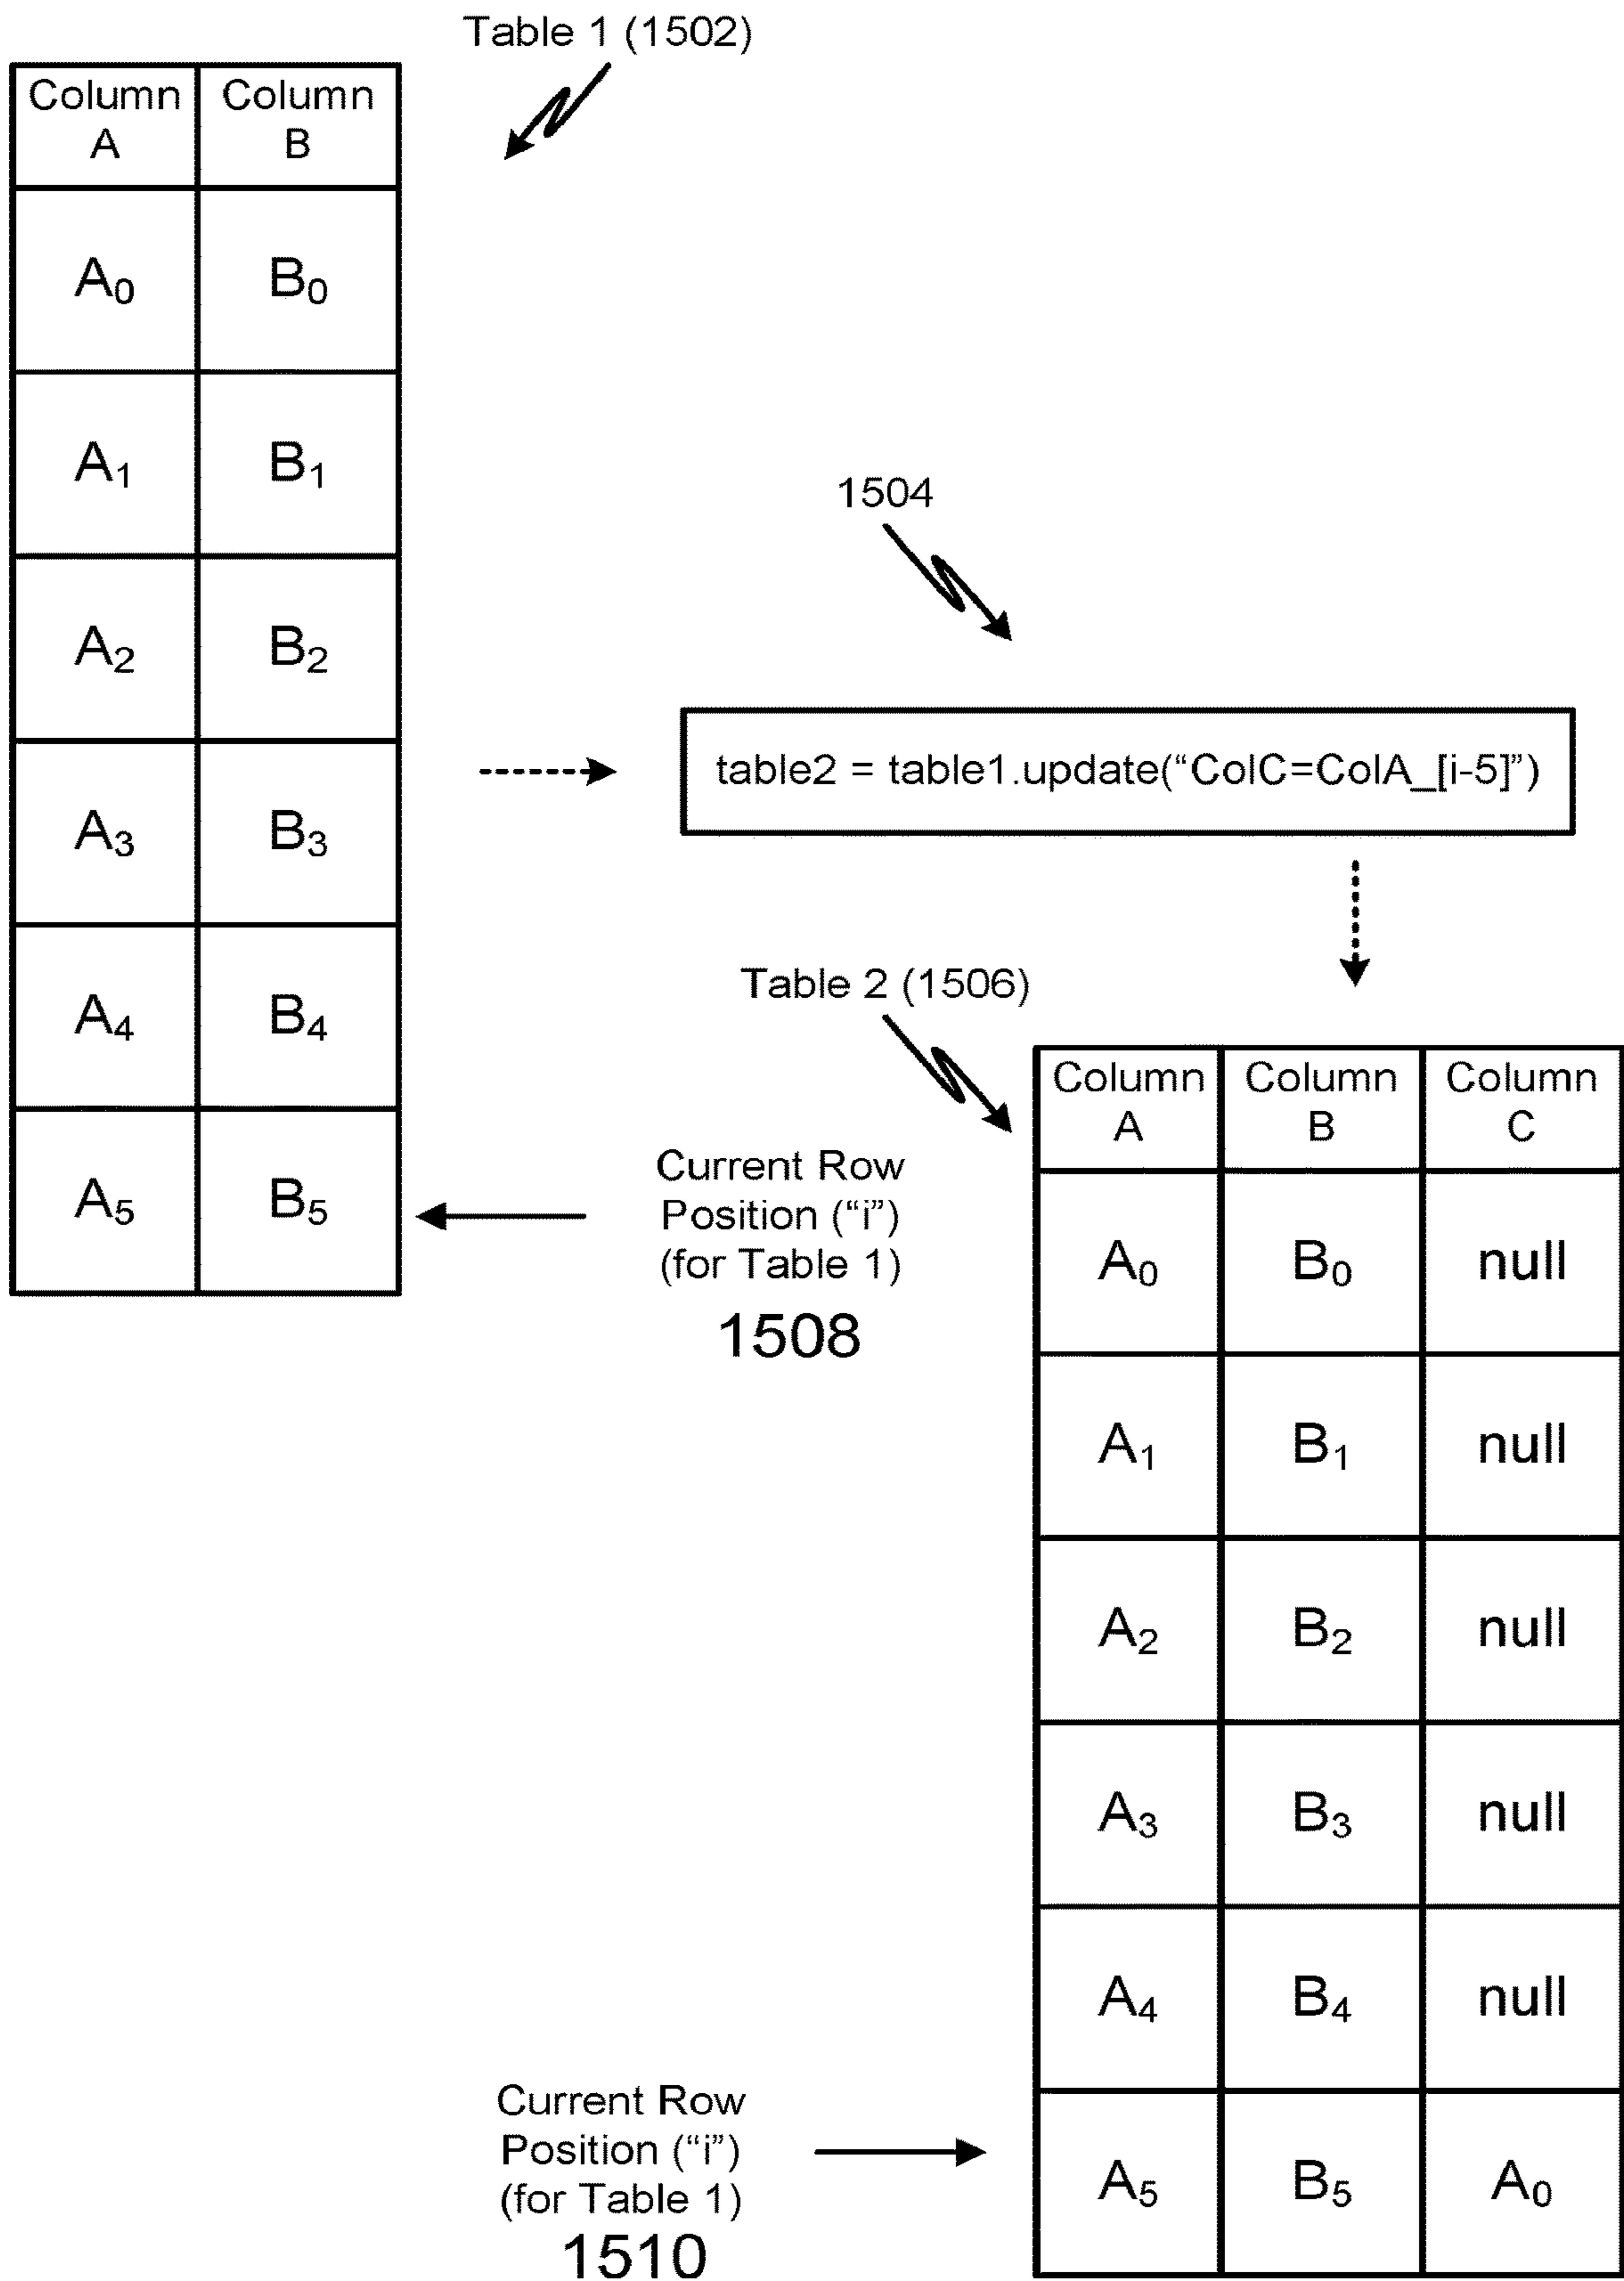 Table 1 (1502)
Column A Column B
A₀ B₀
A₁ B₁
A₂ B₂
A₃ B₃
A₄ B₄
A₅ B₅
1504
table2 = table1.update(“ColC=ColA_[i-5]”)
Current Row
Position (“i”)
(for Table 1)
1508
Table 2 (1506)
Column A Column B Column C
A₀ B₀ null
A₁ B₁ null
A₂ B₂ null
A₃ B₃ null
A₄ B₄ null
A₅ B₅ A₀
Current Row
Position (“i”)
(for Table 1)
1510